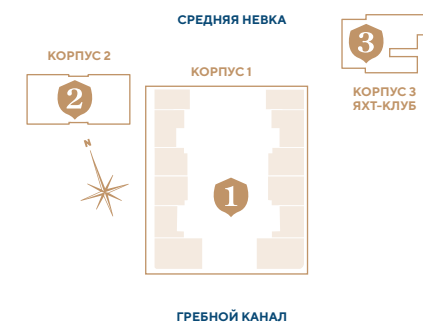 СРЕДНЯЯ НЕВКА
3
КОРПУС 2
КОРПУС 1
КОРПУС 3
ЯХТ-КЛУБ
2
N
1
ГРЕБНОЙ КАНАЛ